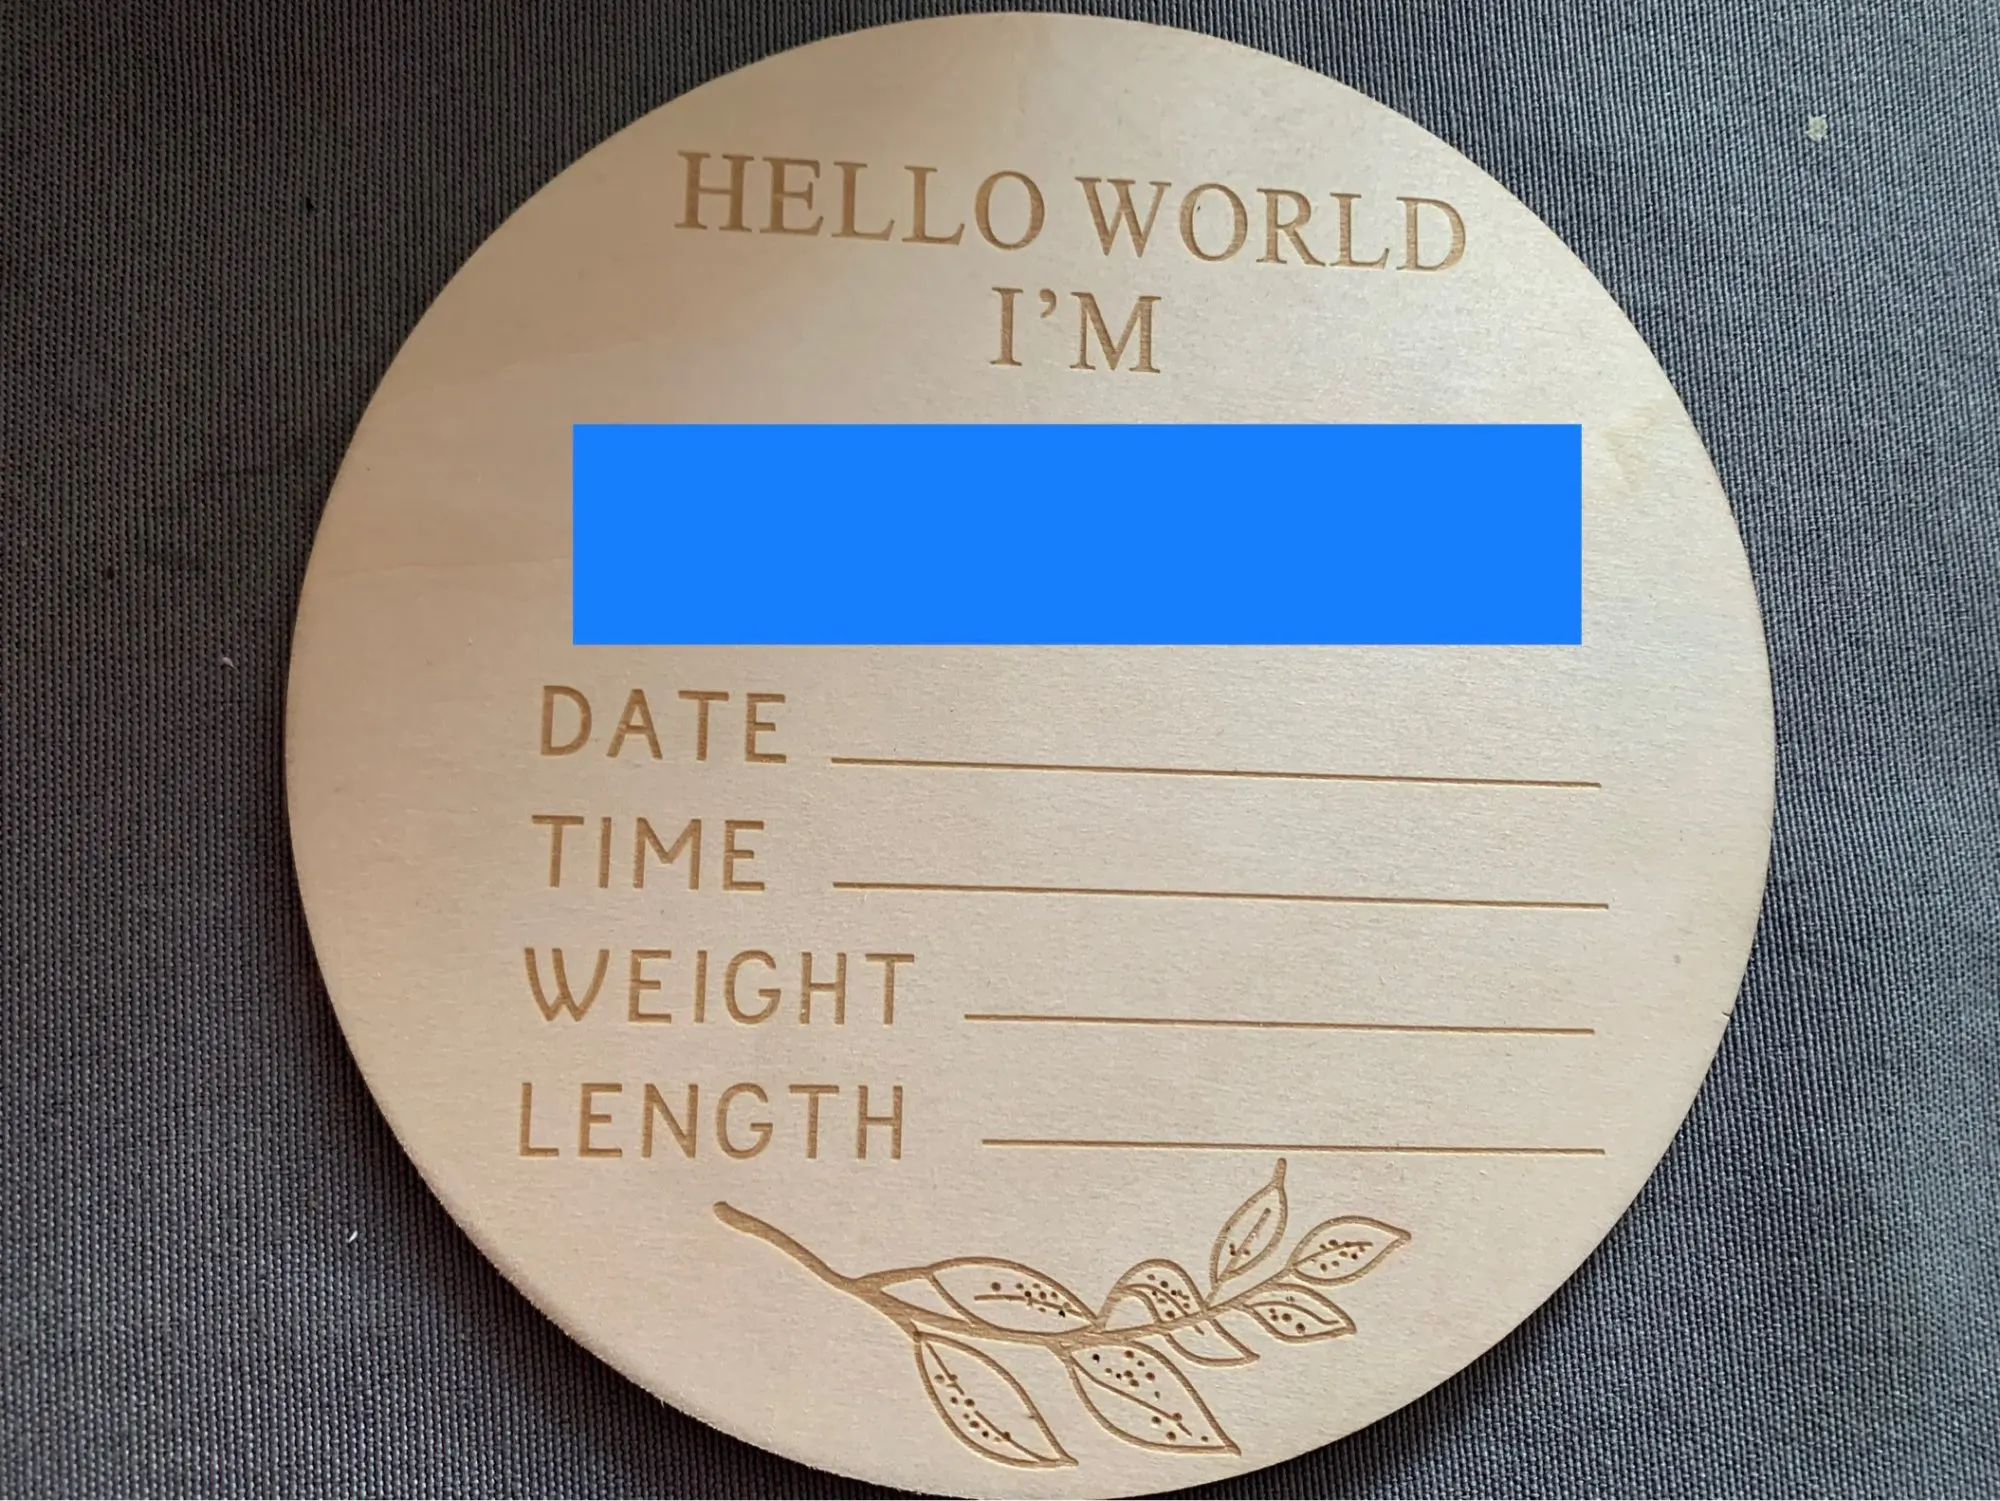 HELLO WORLD
I'M
DATE
TIME
WEIGHT
LENGTH